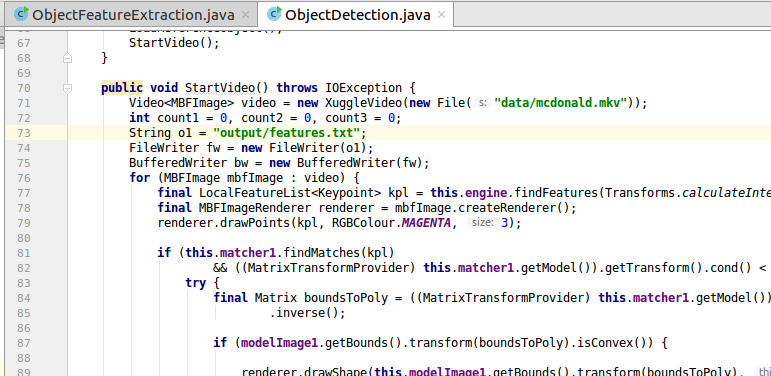 ObjectFeatureExtraction.java × ObjectDetection.java ×
67 StartVideo();
68 }
69
70 public void StartVideo() throws IOException {
71 Video<MBFImage> video = new XuggleVideo(new File( s: "data/mcdonald.mkv"));
72 int count1 = 0, count2 = 0, count3 = 0;
73 String o1 = "output/features.txt";
74 FileWriter fw = new FileWriter(o1);
75 BufferedWriter bw = new BufferedWriter(fw);
76 for (MBFImage mbfImage : video) {
77 final LocalFeatureList<Keypoint> kpl = this.engine.findFeatures(Transforms.calculateInte
78 final MBFImageRenderer renderer = mbfImage.createRenderer();
79 renderer.drawPoints(kpl, RGBColour.MAGENTA, size: 3);
80
81 if (this.matcher1.findMatches(kpl)
82 && ((MatrixTransformProvider) this.matcher1.getModel()).getTransform().cond() <
83 try {
84 final Matrix boundsToPoly = ((MatrixTransformProvider) this.matcher1.getModel())
85 .inverse();
86
87 if (modelImage1.getBounds().transform(boundsToPoly).isConvex()) {
88
89 renderer.drawShape(this.modelImage1.getBounds().transform(boundsToPoly),